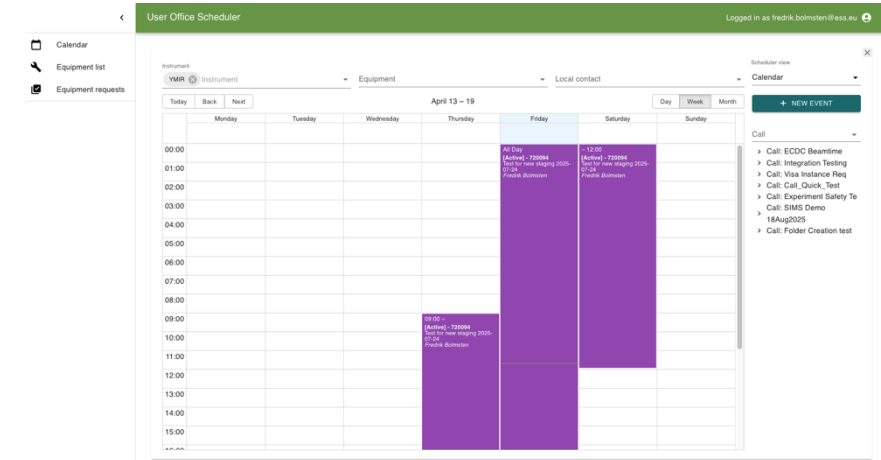 User Office Scheduler
Logged in as fredrik.bolmsten@ess.eu
Calendar
Equipment list
Equipment requests
Instrument
YMIR
Instrument
Equipment
Local contact
Scheduler view
Calendar
Today
Back
Next
April 13 – 19
Day
Week
Month
+ NEW EVENT
Monday
Tuesday
Wednesday
Thursday
Friday
Saturday
Sunday
00:00
01:00
02:00
03:00
04:00
05:00
06:00
07:00
08:00
09:00
10:00
11:00
12:00
13:00
14:00
15:00
09:00 –
[Active] - 720094
Test for new staging 2025-
07-24
Fredrik Bolmsten
All Day
[Active] - 720094
Test for new staging 2025-
07-24
Fredrik Bolmsten
– 12:00
[Active] - 720094
Test for new staging 2025-
07-24
Fredrik Bolmsten
Call
Call: ECDC Beamtime
Call: Integration Testing
Call: Visa Instance Req
Call: Call_Quick_Test
Call: Experiment Safety Te
Call: SIMS Demo
18Aug2025
Call: Folder Creation test